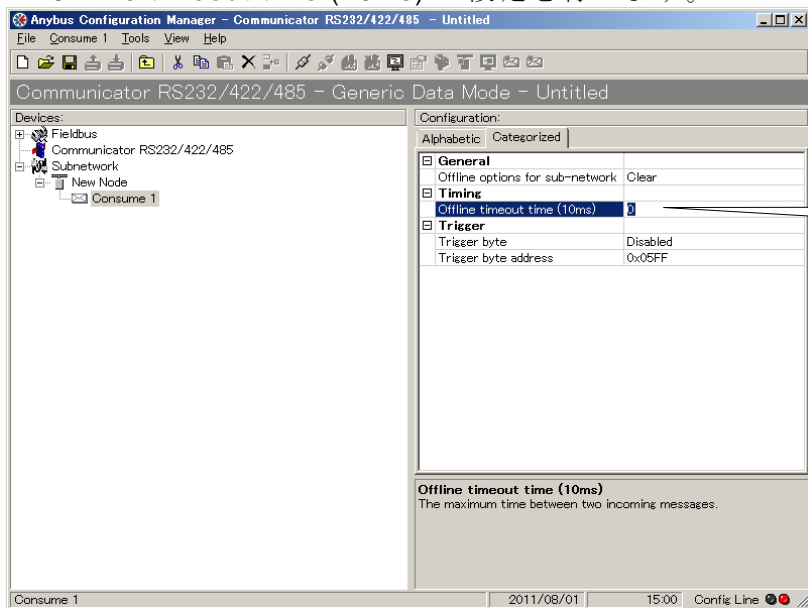 Anybus Configuration Manager - Communicator RS232/422/485 - Untitled
File Consume 1 Tools View Help
Communicator RS232/422/485 - Generic Data Mode - Untitled
Devices:
Fieldbus
Communicator RS232/422/485
Subnetwork
New Node
Consume 1
Configuration:
Alphabetic Categorized
General
Offline options for sub-network Clear
Timing
Offline timeout time (10ms) 0
Trigger
Trigger byte Disabled
Trigger byte address 0x05FF
Offline timeout time (10ms)
The maximum time between two incoming messages.
Consume 1 2011/08/01 15:00 Config Line